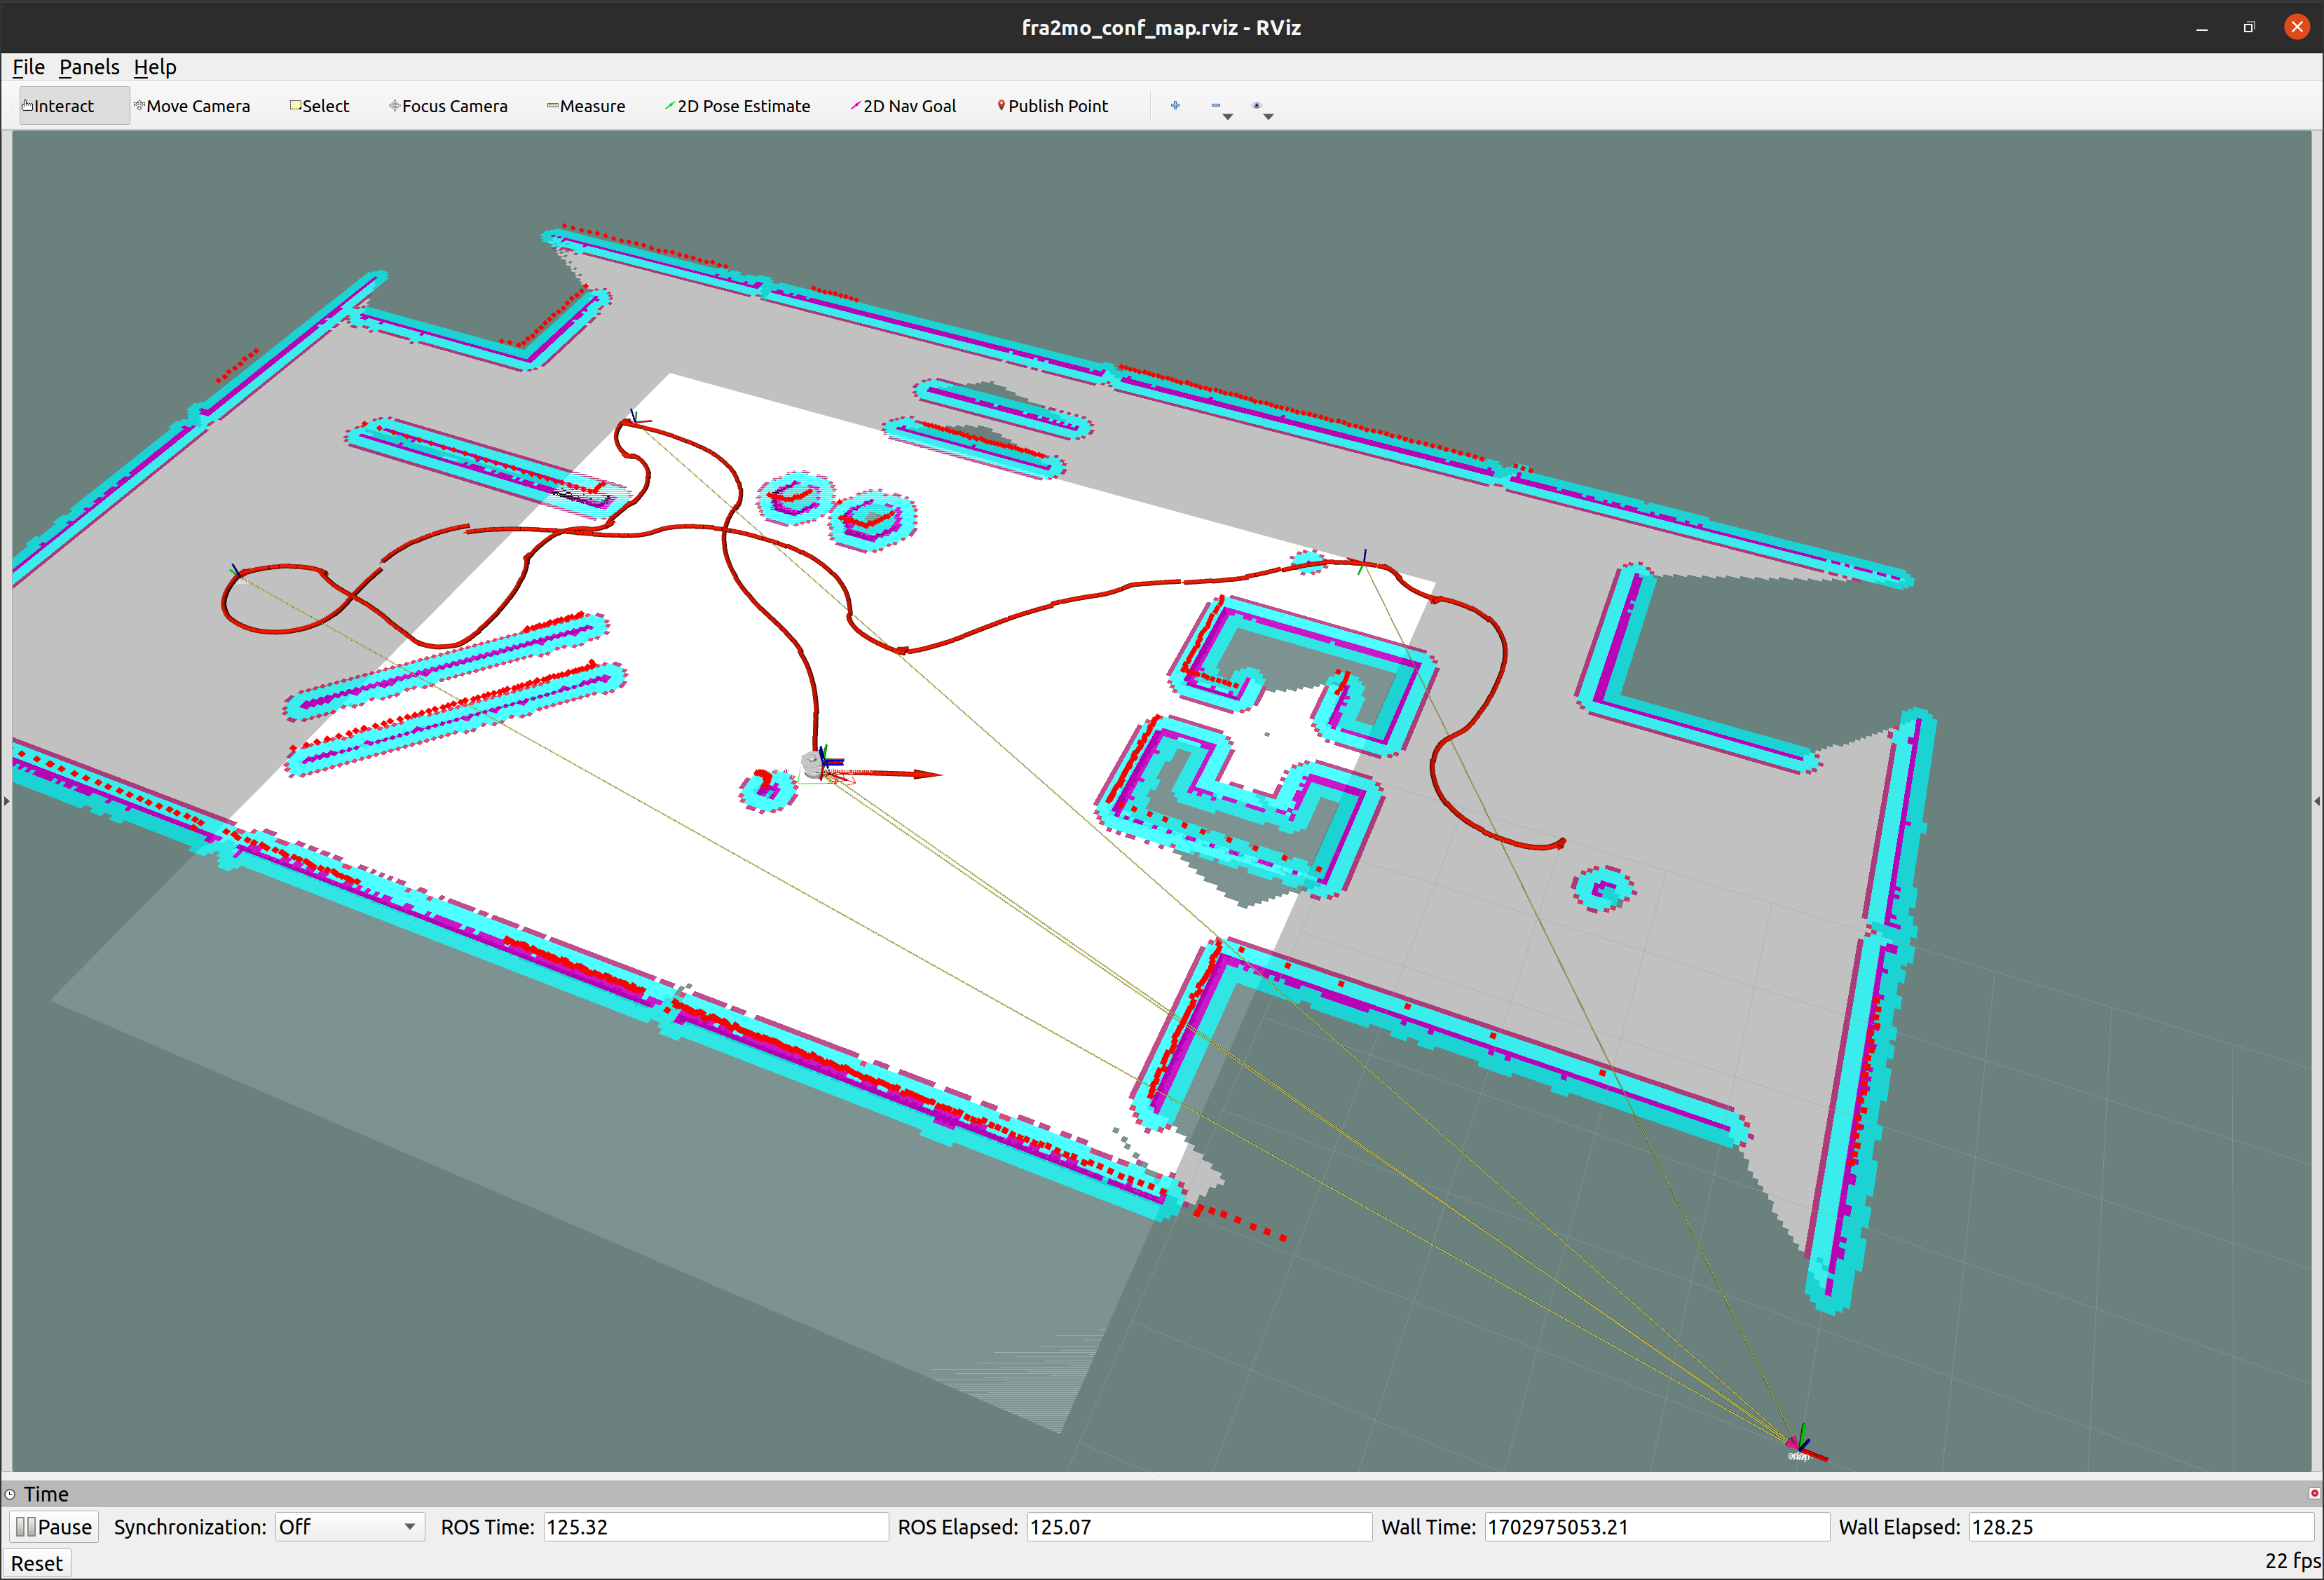 fra2mo_conf_map.rviz - RViz
File Panels Help
Interact Move Camera Select Focus Camera Measure 2D Pose Estimate 2D Nav Goal Publish Point
map
Time
Pause Synchronization: Off ROS Time: 125.32 ROS Elapsed: 125.07 Wall Time: 1702975053.21 Wall Elapsed: 128.25
Reset 22 fps